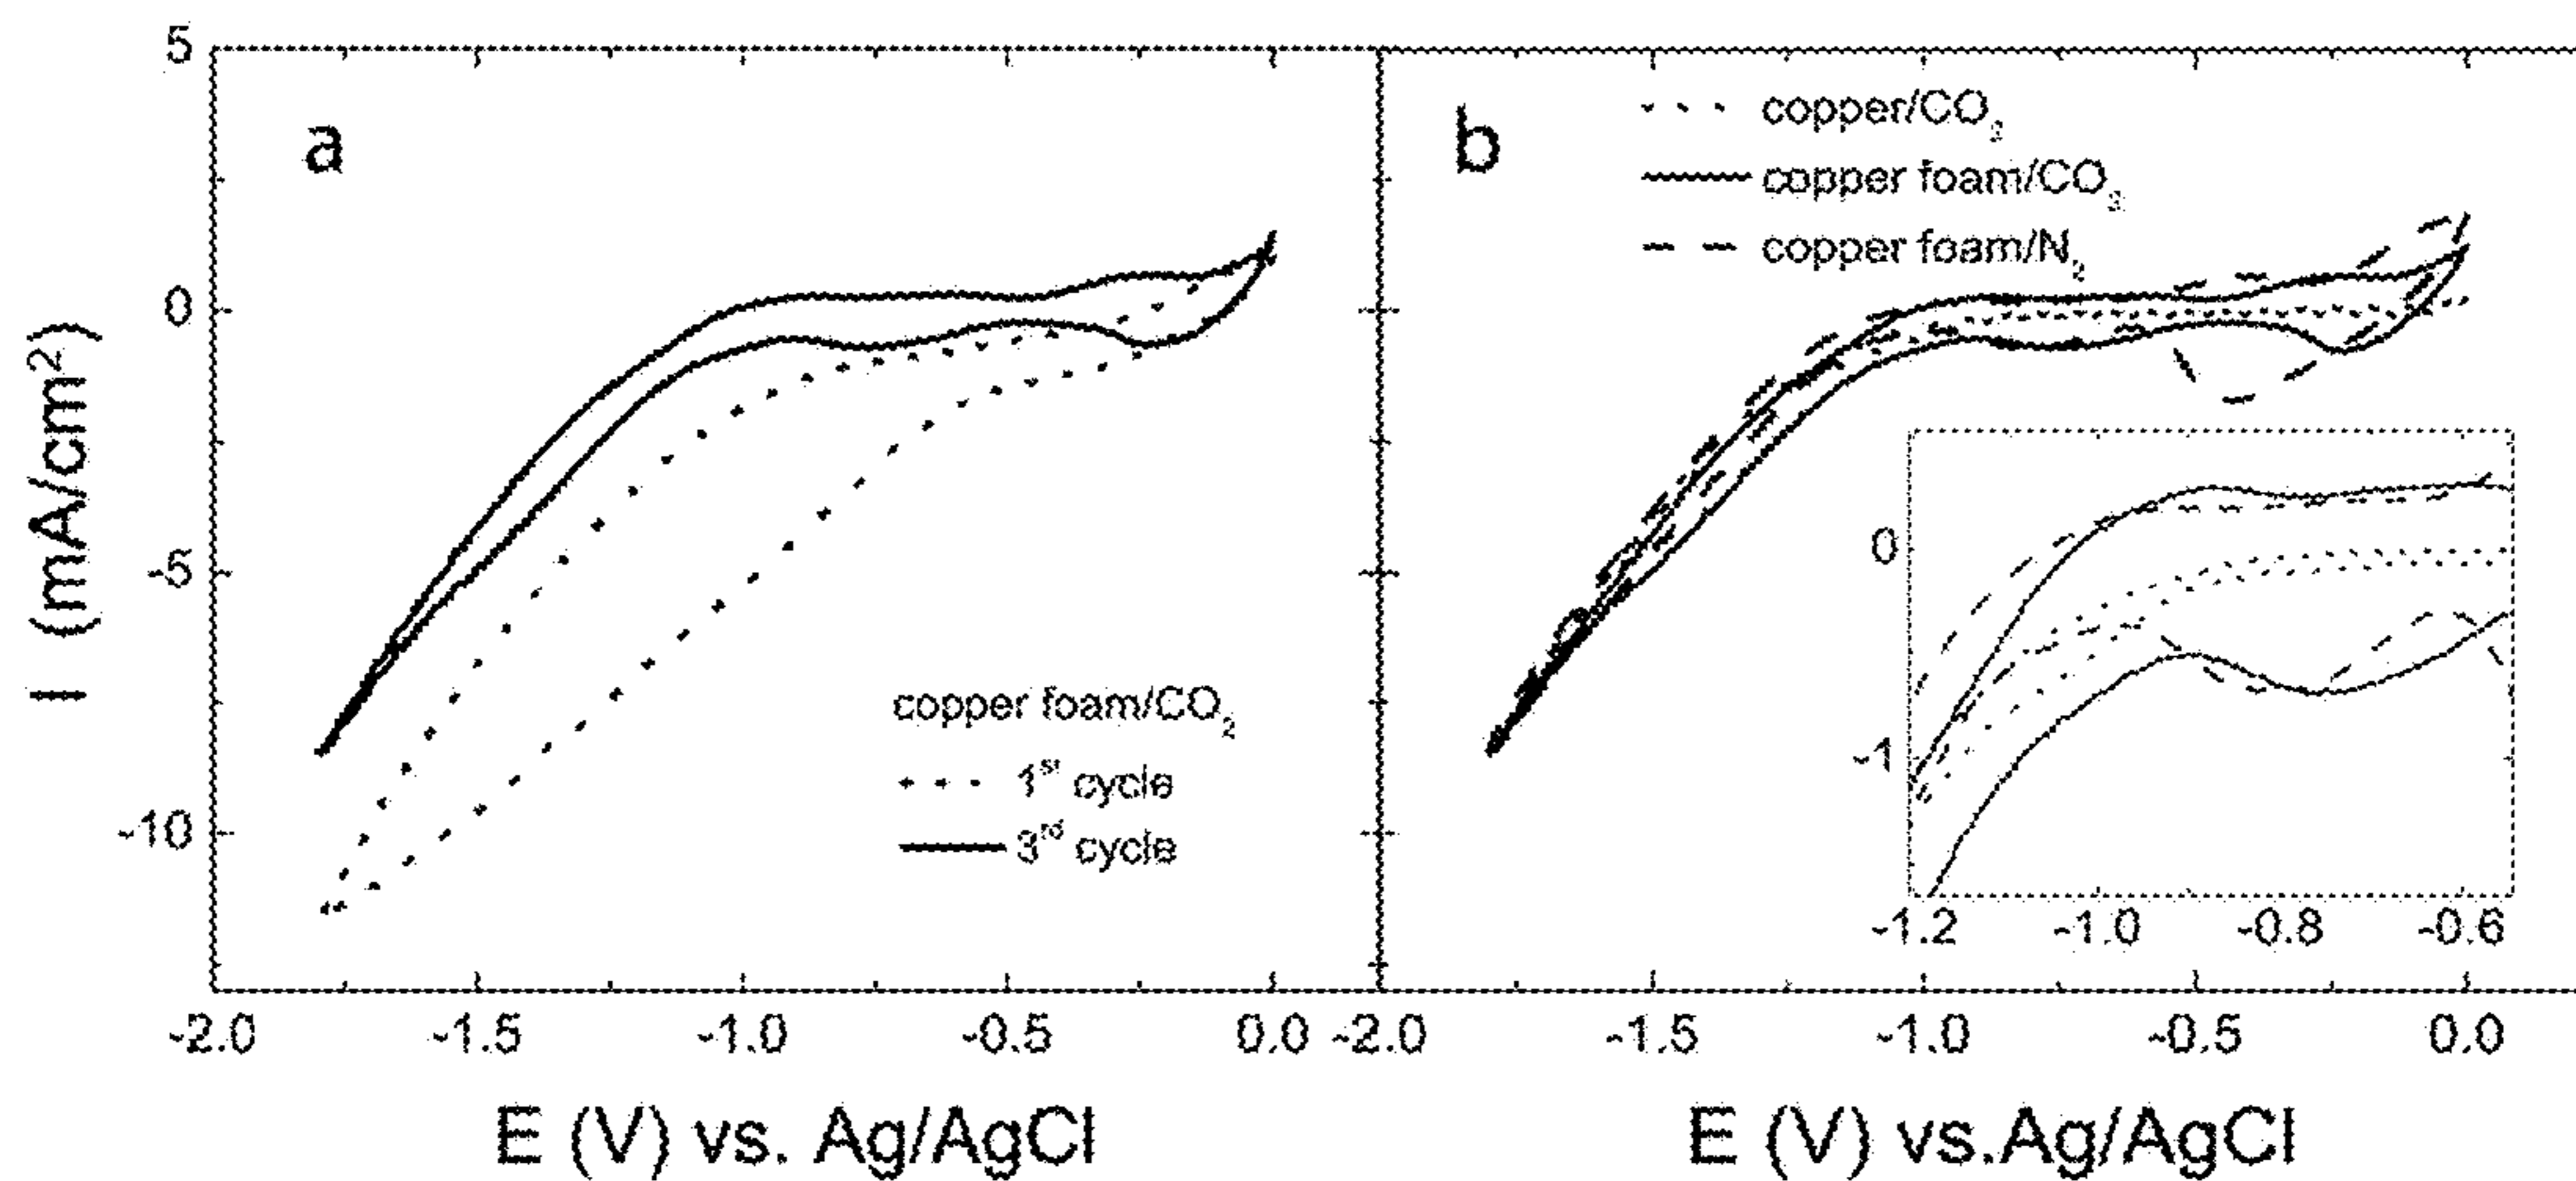 5
0
-5
-10
I (mA/cm²)
a
copper foam/CO₂
1ˢᵗ cycle
3ʳᵈ cycle
-2.0 -1.5 -1.0 -0.5 0.0
E (V) vs. Ag/AgCl
b
copper/CO₂
copper foam/CO₂
copper foam/N₂
0
-1
-1.2 -1.0 -0.8 -0.6
-2.0 -1.5 -1.0 -0.5 0.0
E (V) vs.Ag/AgCl